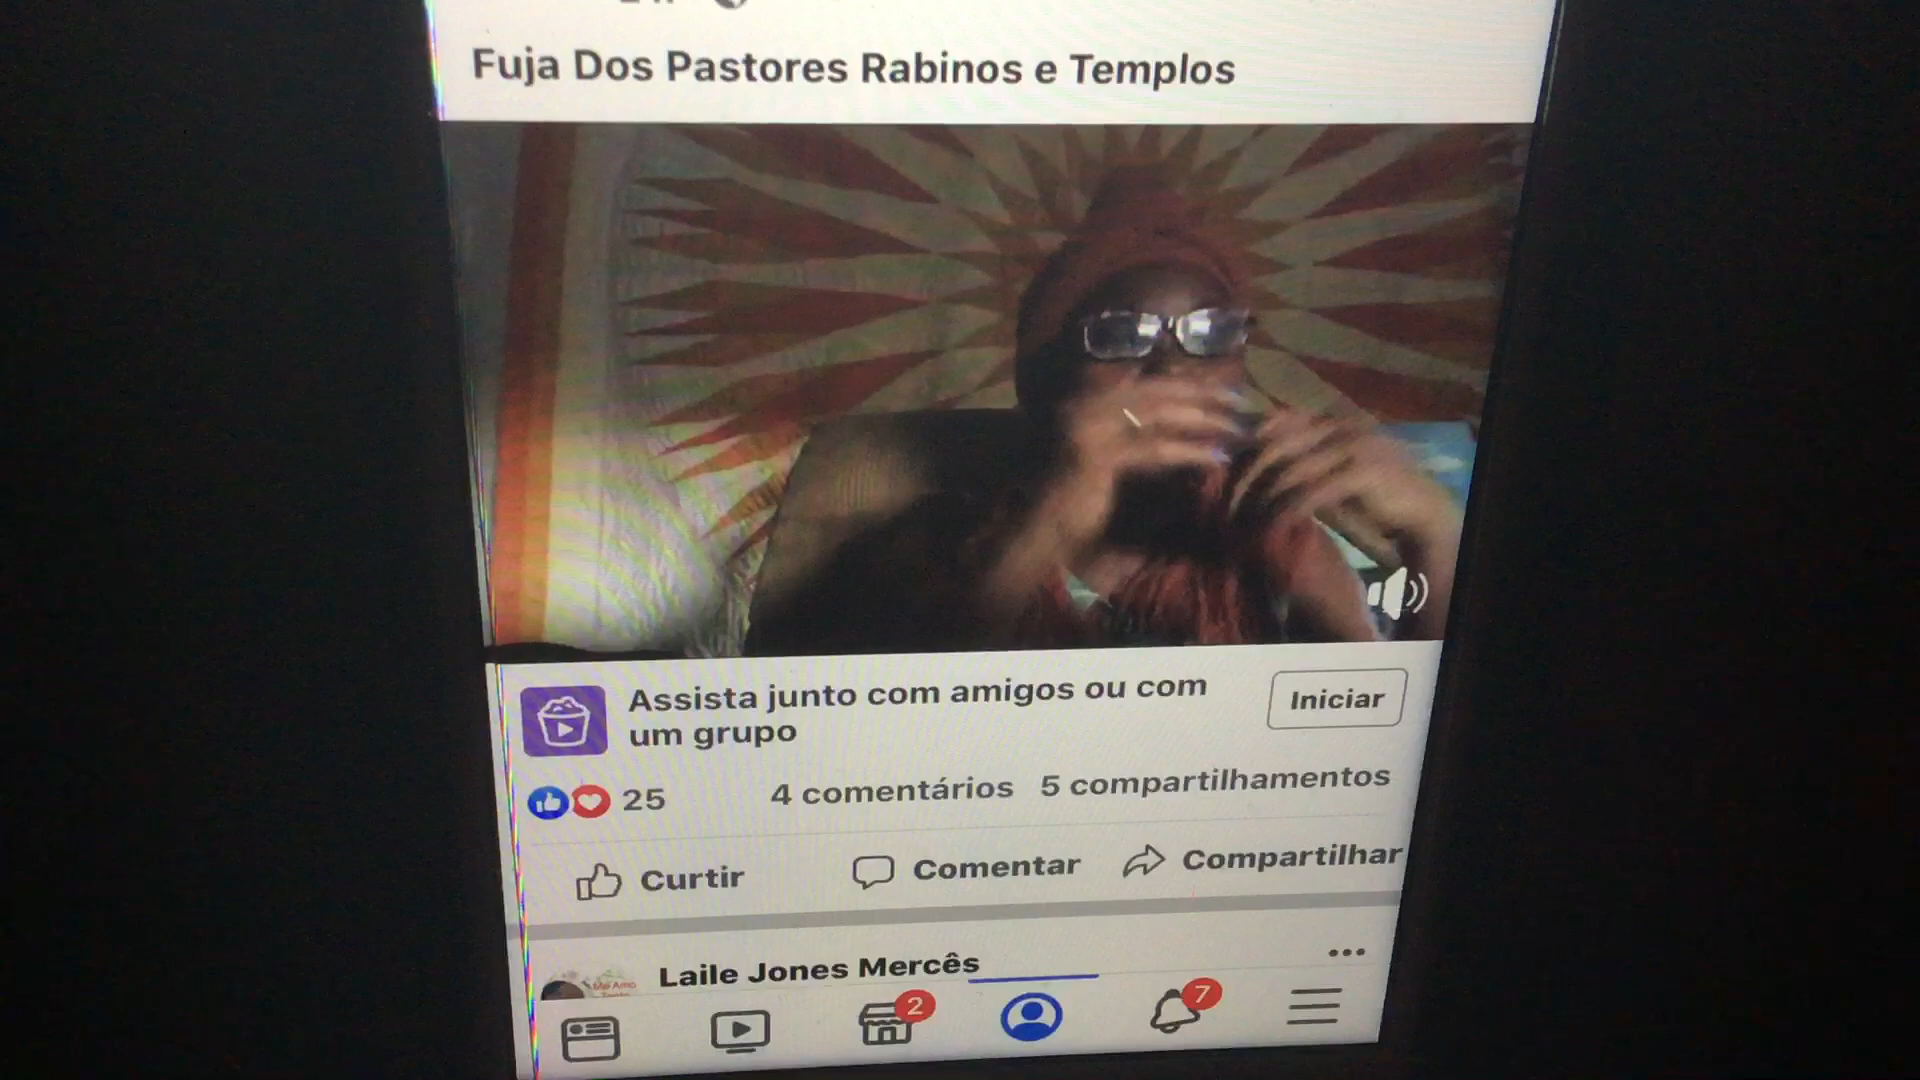 Fuja Dos Pastores Rabinos e Templos
Assista junto com amigos ou com
um grupo
Iniciar
25
4 comentários
5 compartilhamentos
Curtir
Comentar
Compartilhar
Laile Jones Mercês
2
7